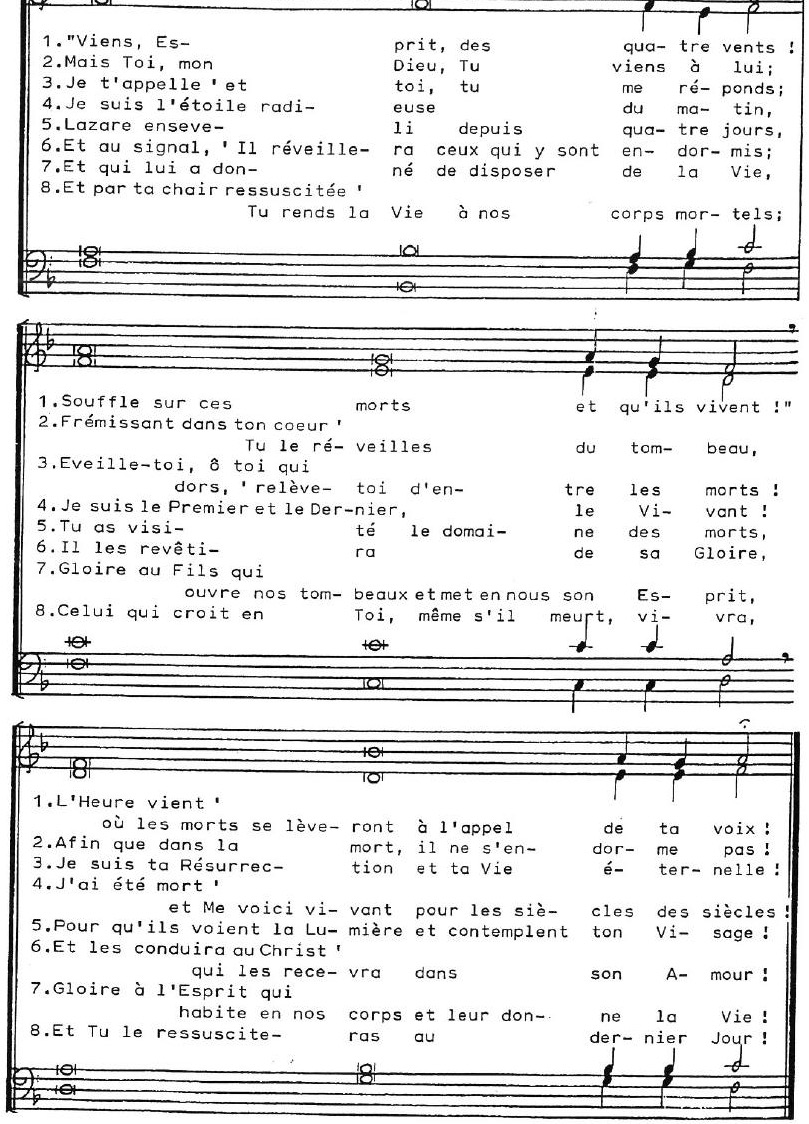 1."Viens, Es- prit, des qua- tre vents !
2.Mais Toi, mon Dieu, Tu viens à lui;
3.Je t'appelle ' et toi, tu me ré- ponds;
4.Je suis l'étoile radi- euse du ma- tin,
5.Lazare enseve- li depuis qua- tre jours,
6.Et au signal, ' Il réveille- ra ceux qui y sont en- dor- mis;
7.Et qui lui a don- né de disposer de la Vie,
8.Et par ta chair ressuscitée '
Tu rends la Vie à nos corps mor- tels;
1.Souffle sur ces morts et qu'ils vivent !"
2.Frémissant dans ton coeur '
Tu le ré- veilles du tom- beau,
3.Eveille-toi, ô toi qui
dors, ' relève- toi d'en- tre les morts !
4.Je suis le Premier et le Der-nier, le Vi- vant !
5.Tu as visi- té le domai- ne des morts,
6.Il les revêti- ra de sa Gloire,
7.Gloire au Fils qui
ouvre nos tom- beaux et met en nous son Es- prit,
8.Celui qui croit en Toi, même s'il meurt, vi- vra,
1.L'Heure vient '
où les morts se lève- ront à l'appel de ta voix !
2.Afin que dans la mort, il ne s'en- dor- me pas !
3.Je suis ta Résurrec- tion et ta Vie é- ter- nelle !
4.J'ai été mort '
et Me voici vi- vant pour les siè- cles des siècles !
5.Pour qu'ils voient la Lu- mière et contemplent ton Vi- sage !
6.Et les conduira au Christ '
qui les rece- vra dans son A- mour !
7.Gloire à l'Esprit qui
habite en nos corps et leur don- ne la Vie !
8.Et Tu le ressuscite- ras au der- nier Jour !